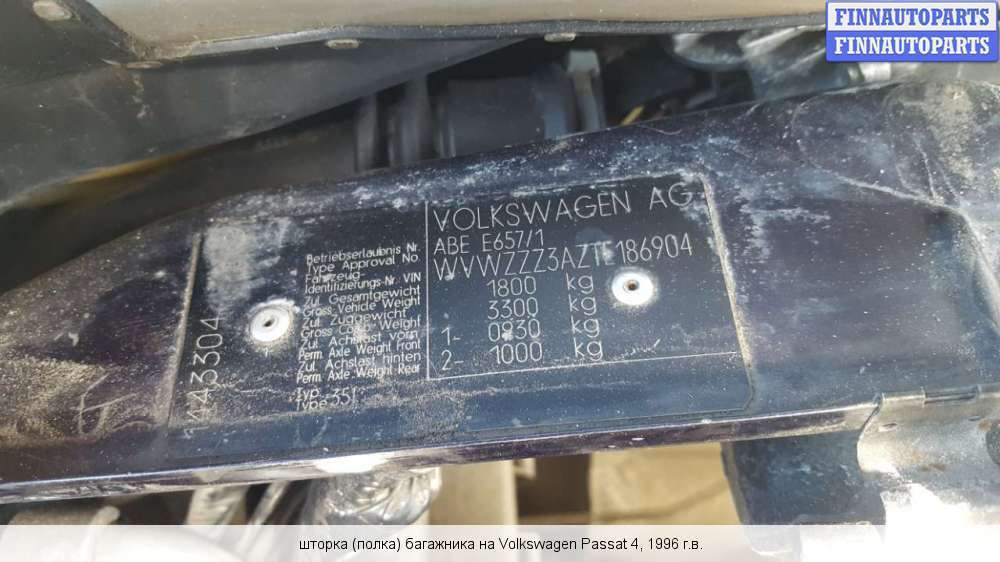 FINNAUTOPARTS
FINNAUTOPARTS
VOLKSWAGEN AG
Betriebserlaubnis Nr.
Type Approval No.
ABE E657/1
Fahrzeug-
Identifizierungs-Nr. VIN
WVWZZZ3AZTE186904
Zul. Gesamtgewicht
Gross-Vehicle Weight
1800 kg
Zul. Zuggewicht
Gross Comb Weight
3300 kg
Zul. Achslast vorn
Perm. Axle Weight Front
1- 0930 kg
Zul. Achslast hinten
Perm. Axle Weight Rear
2- 1000 kg
Typ
Type 35I
шторка (полка) багажника на Volkswagen Passat 4, 1996 г.в.